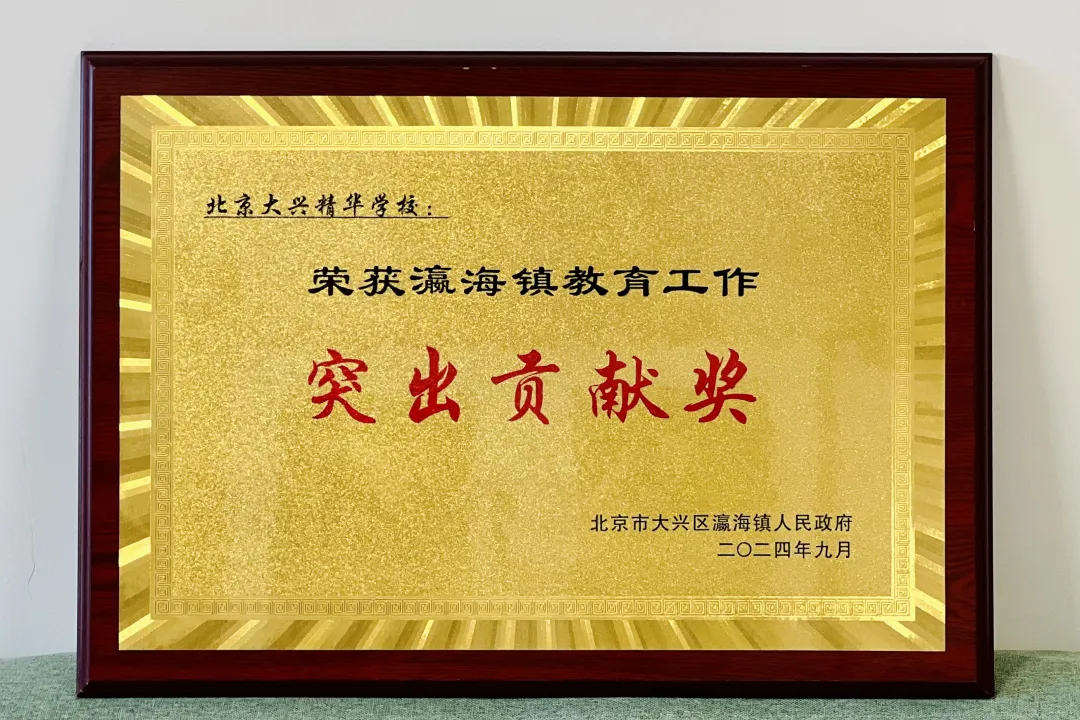 北京大兴精华学校：
荣获瀛海镇教育工作
突出贡献奖
北京市大兴区瀛海镇人民政府
二〇二四年九月